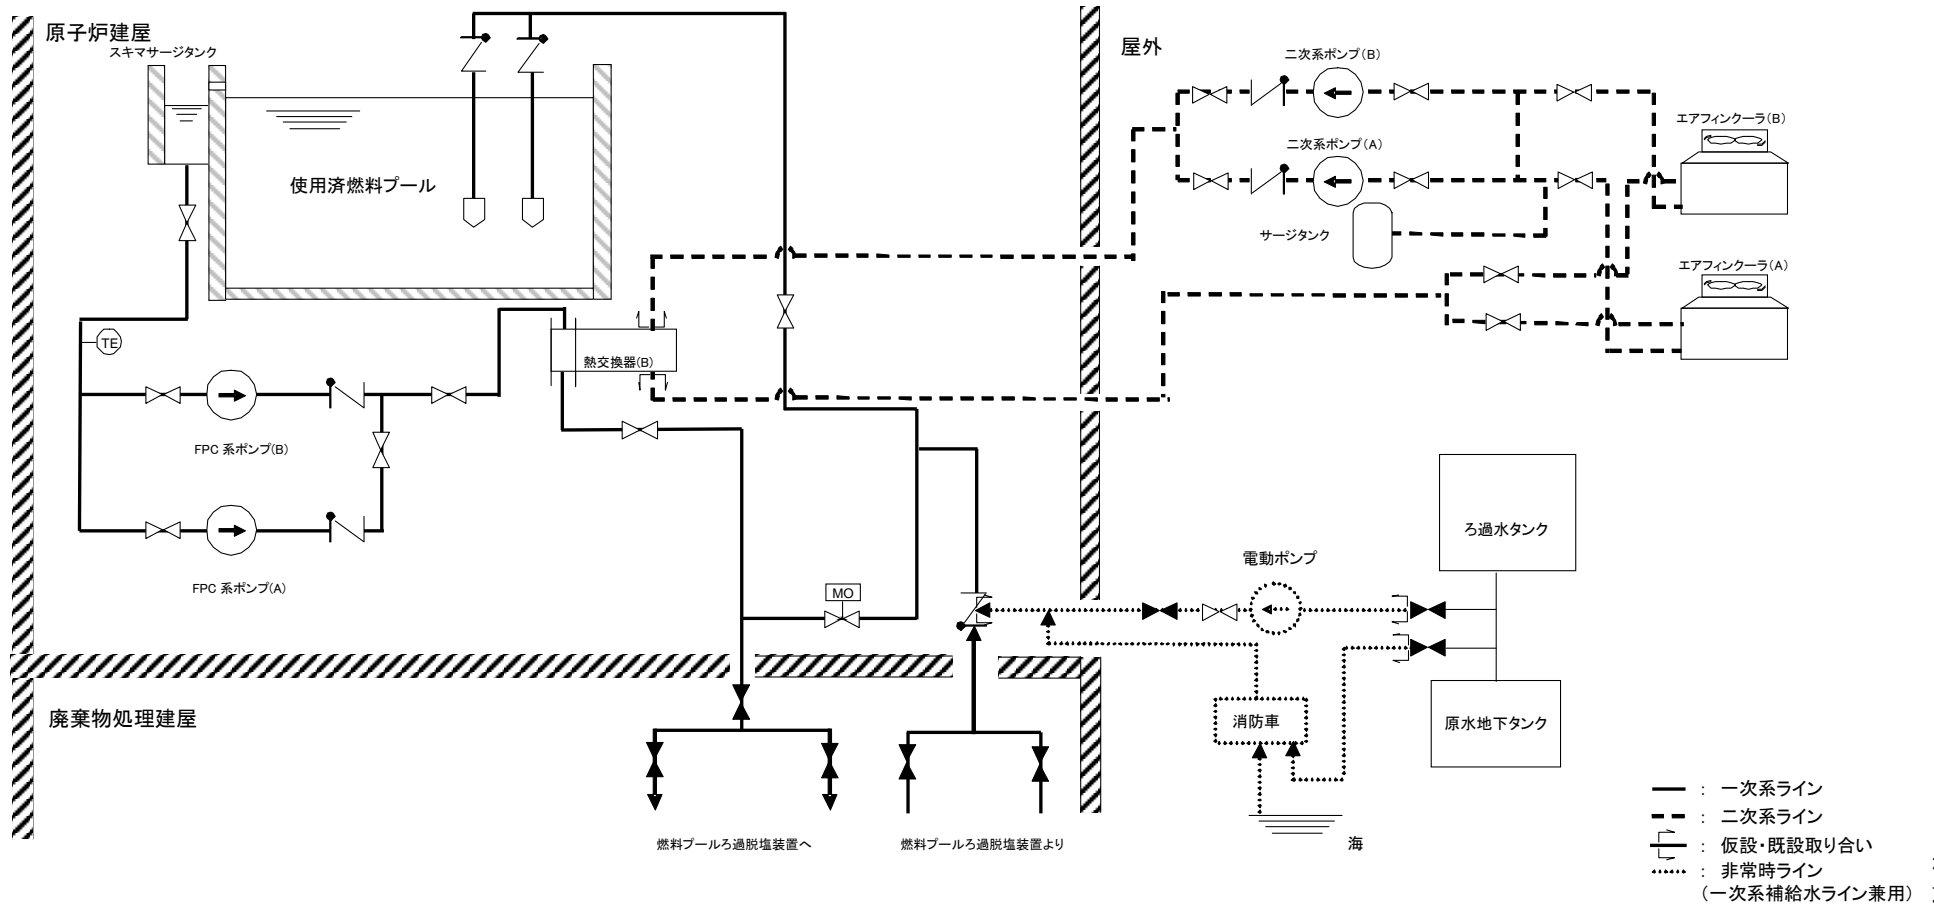 原子炉建屋
スキマサージタンク
使用済燃料プール
TE
熱交換器(B)
FPC 系ポンプ(B)
FPC 系ポンプ(A)
MO
屋外
二次系ポンプ(B)
二次系ポンプ(A)
サージタンク
エアフィンクーラ(B)
エアフィンクーラ(A)
ろ過水タンク
電動ポンプ
消防車
原水地下タンク
海
廃棄物処理建屋
燃料プールろ過脱塩装置へ
燃料プールろ過脱塩装置より
: 一次系ライン
: 二次系ライン
: 仮設・既設取り合い
: 非常時ライン
(一次系補給水ライン兼用)